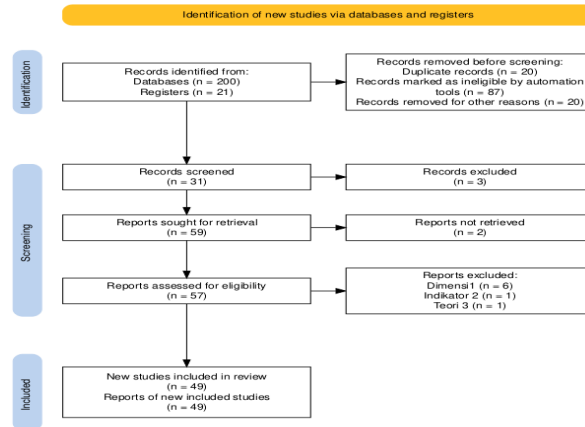 Identification of new studies via databases and registers
Identification
Records identified from:
Databases (n = 200)
Registers (n = 21)
Records removed before screening:
Duplicate records (n = 20)
Records marked as ineligible by automation
tools (n = 87)
Records removed for other reasons (n = 20)
Screening
Records screened
(n = 31)
Records excluded
(n = 3)
Reports sought for retrieval
(n = 59)
Reports not retrieved
(n = 2)
Reports assessed for eligibility
(n = 57)
Reports excluded:
Dimensi1 (n = 6)
Indikator 2 (n = 1)
Teori 3 (n = 1)
Included
New studies included in review
(n = 49)
Reports of new included studies
(n = 49)